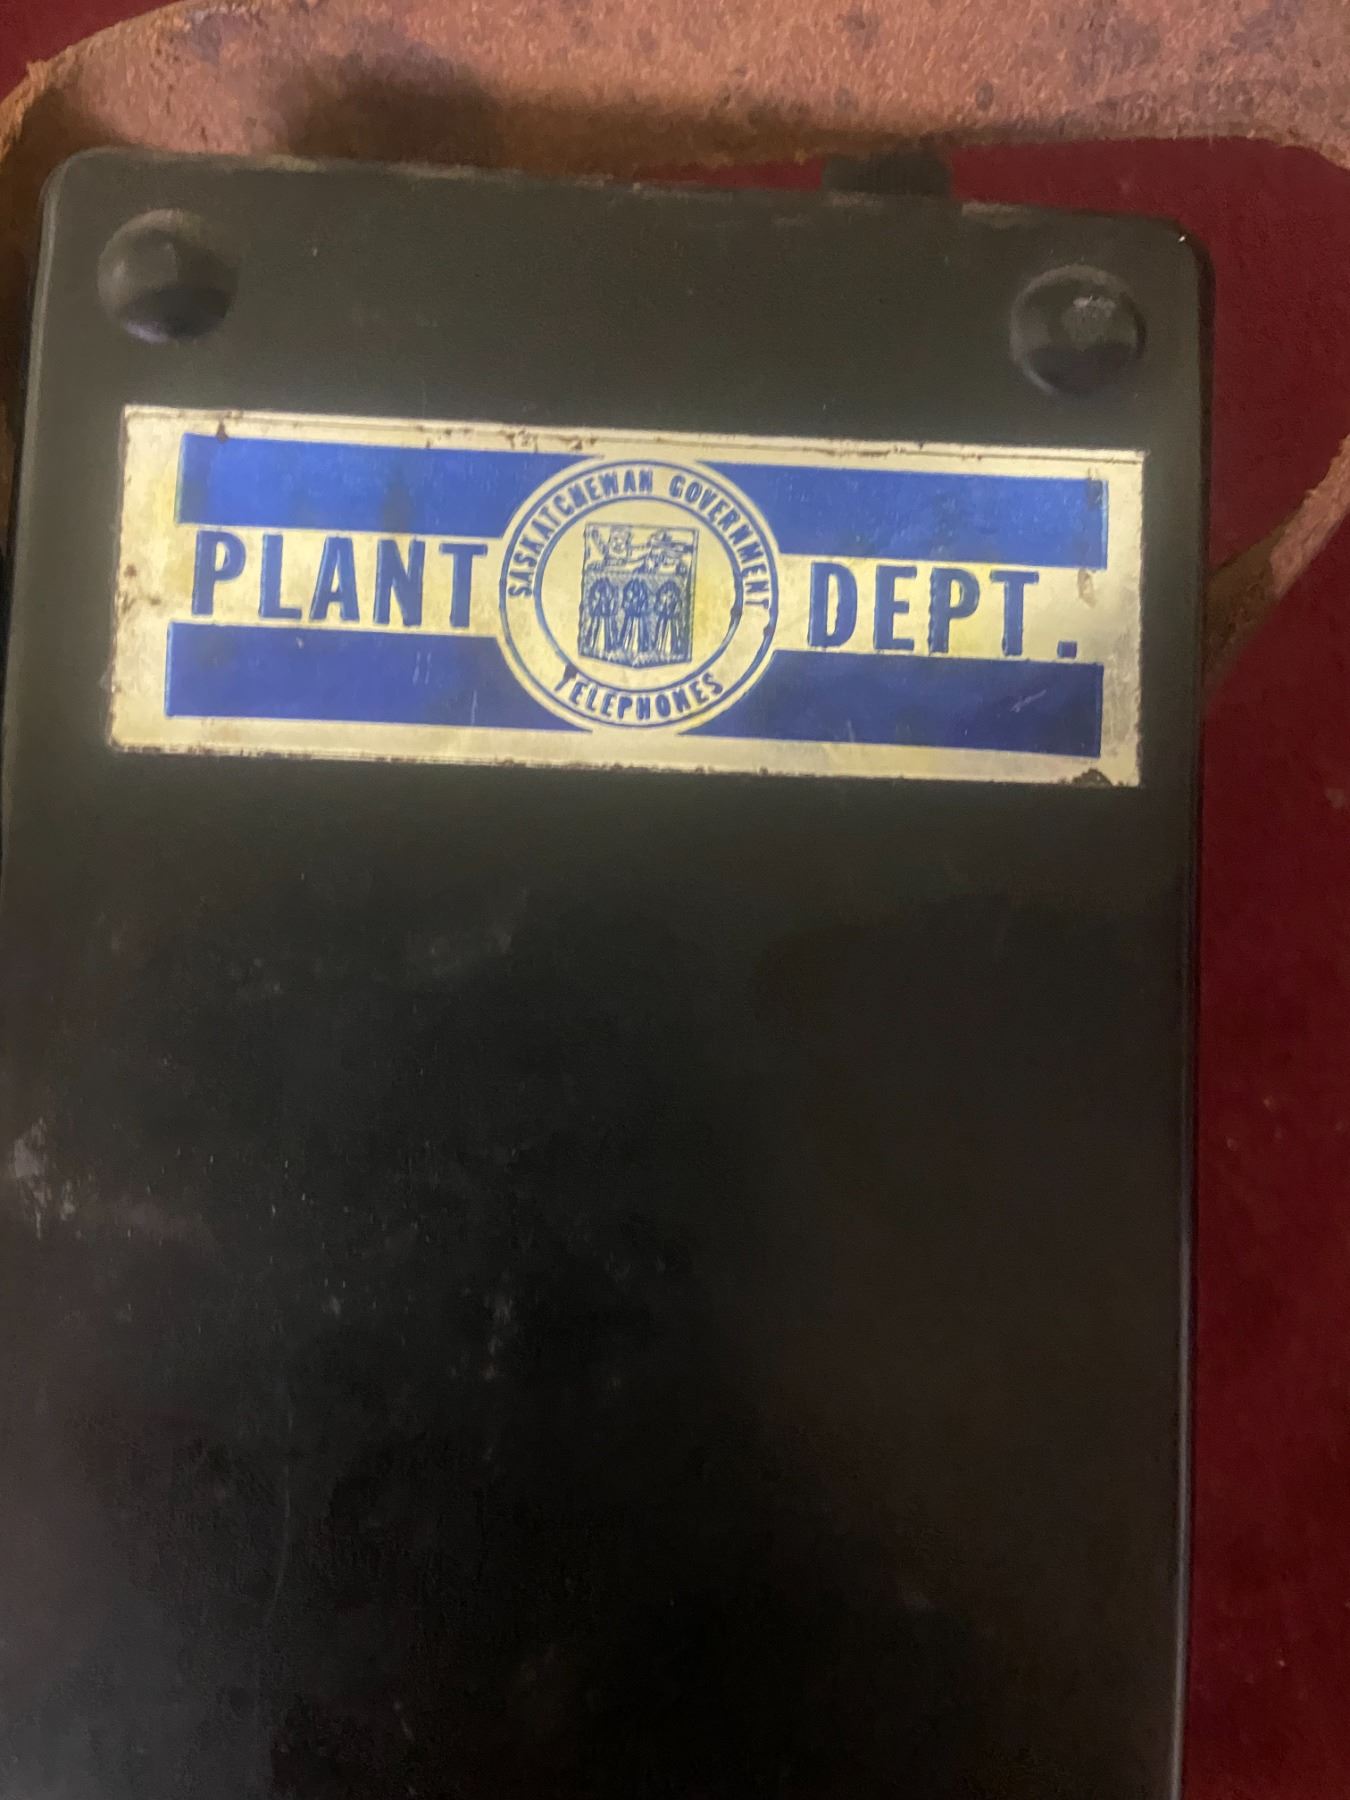 PLANT DEPT.
SASKATCHEWAN GOVERNMENT
TELEPHONES